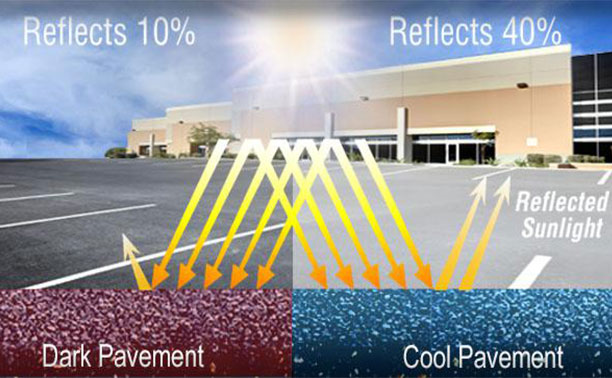 Reflects 10%
Reflects 40%
Reflected
Sunlight
Dark Pavement
Cool Pavement